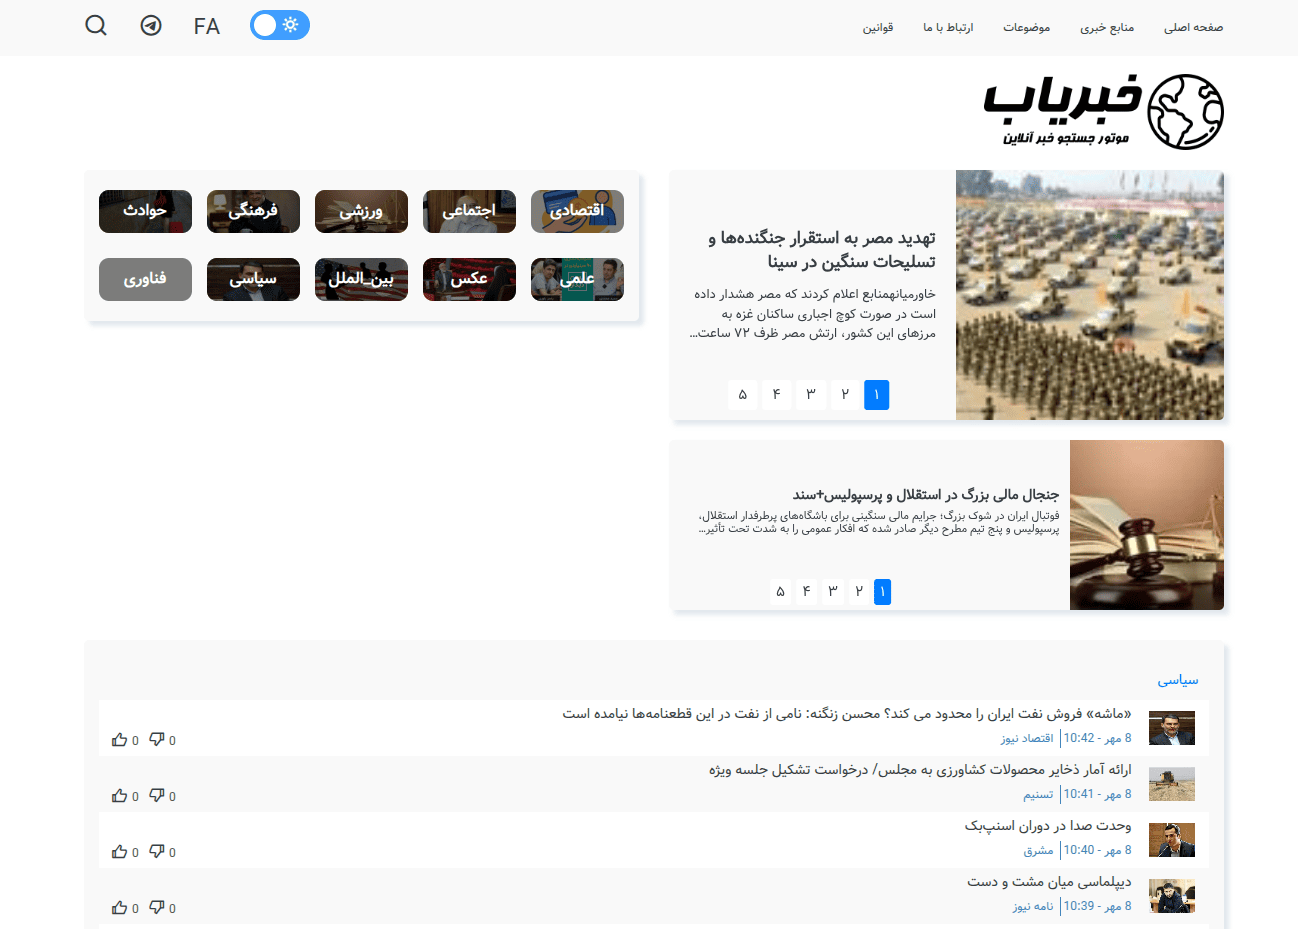 صفحه اصلی
منابع خبری
موضوعات
ارتباط با ما
قوانین
FA
خبریاب
موتور جستجو خبر آنلاین
تهدید مصر به استقرار جنگنده‌ها و
تسلیحات سنگین در سینا
خاورمیانهمنابع اعلام کردند که مصر هشدار داده
است در صورت کوچ اجباری ساکنان غزه به
مرزهای این کشور، ارتش مصر ظرف ۷۲ ساعت...
۱ ۲ ۳ ۴ ۵
اقتصادی
اجتماعی
ورزشی
فرهنگی
حوادث
علمی
عکس
بین_الملل
سیاسی
فناوری
جنجال مالی بزرگ در استقلال و پرسپولیس+سند
فوتبال ایران در شوک بزرگ؛ جرایم مالی سنگینی برای باشگاه‌های پرطرفدار استقلال،
پرسپولیس و پنج تیم مطرح دیگر صادر شده که افکار عمومی را به شدت تحت تأثیر...
۱ ۲ ۳ ۴ ۵
سیاسی
«ماشه» فروش نفت ایران را محدود می کند؟ محسن زنگنه: نامی از نفت در این قطعنامه‌ها نیامده است
8 مهر - 10:42 اقتصاد نیوز
0 0
ارائه آمار ذخایر محصولات کشاورزی به مجلس/ درخواست تشکیل جلسه ویژه
8 مهر - 10:41 تسنیم
0 0
وحدت صدا در دوران اسنپ‌بک
8 مهر - 10:40 مشرق
0 0
دیپلماسی میان مشت و دست
8 مهر - 10:39 نامه نیوز
0 0